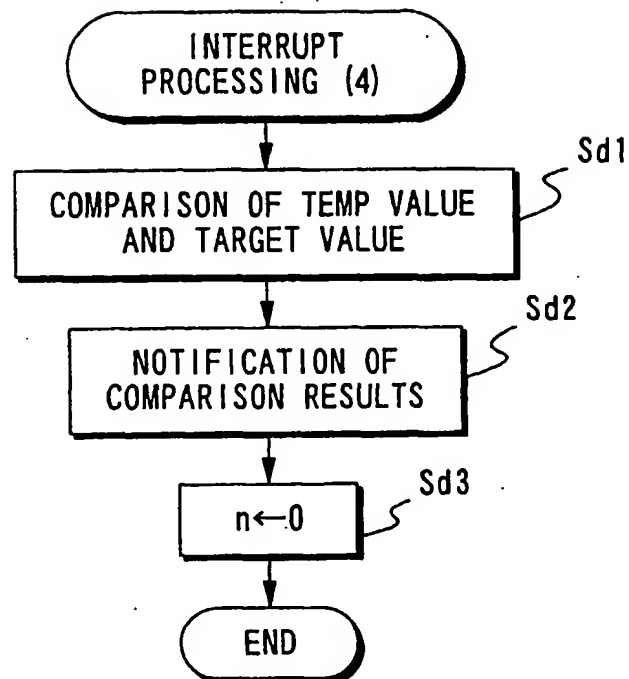 INTERRUPT
PROCESSING (4)
Sd1
COMPARISON OF TEMP VALUE
AND TARGET VALUE
Sd2
NOTIFICATION OF
COMPARISON RESULTS
Sd3
n←0
END